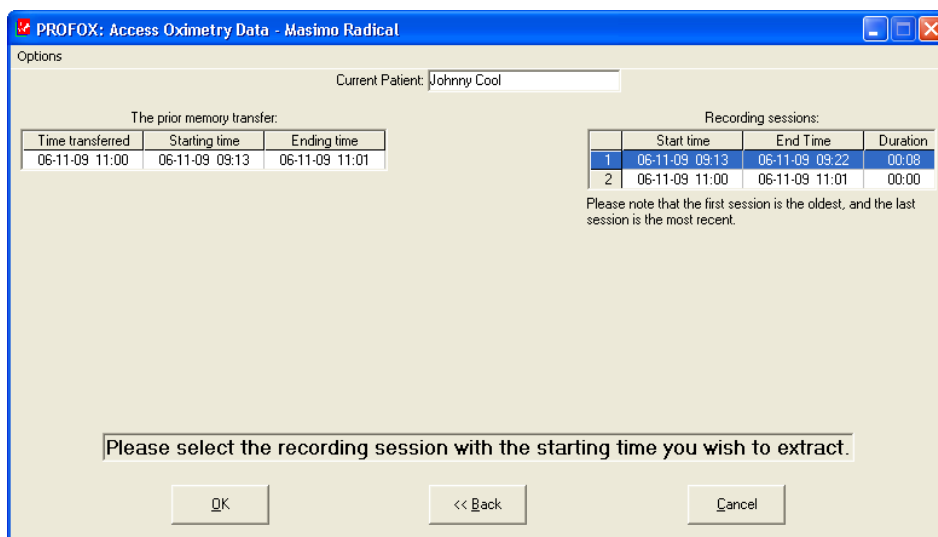 PROFOX: Access Oximetry Data - Masimo Radical
Options
Current Patient: Johnny Cool
The prior memory transfer:
Time transferred Starting time Ending time
06-11-09 11:00 06-11-09 09:13 06-11-09 11:01
Recording sessions:
Start time End Time Duration
1 06-11-09 09:13 06-11-09 09:22 00:08
2 06-11-09 11:00 06-11-09 11:01 00:00
Please note that the first session is the oldest, and the last
session is the most recent.
Please select the recording session with the starting time you wish to extract.
OK << Back Cancel